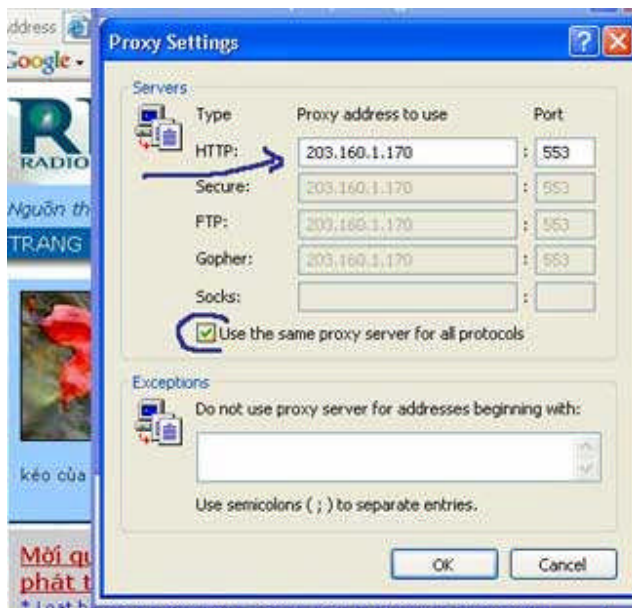 ddress
Google
Proxy Settings
Servers
Type Proxy address to use Port
HTTP: 203.160.1.170 : 553
Secure: 203.160.1.170 : 553
FTP: 203.160.1.170 : 553
Gopher: 203.160.1.170 : 553
Socks: :
Use the same proxy server for all protocols
Exceptions
Do not use proxy server for addresses beginning with:
Use semicolons ( ; ) to separate entries.
OK Cancel
R
RADIO
Nguồn th
TRANG
kéo của
Mời qu
phát t